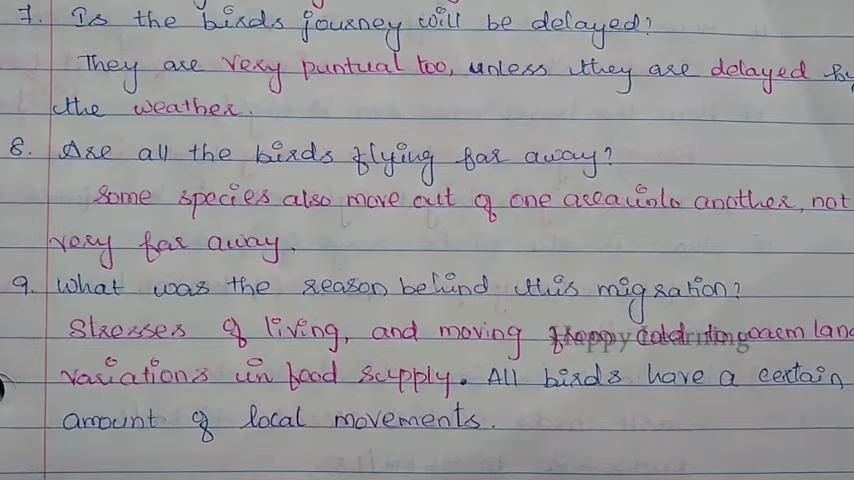 7. Is the birds journey will be delayed?
They are very puntual too, unless they are delayed by
the weather.
8. Are all the birds flying far away?
Some species also move out of one area into another, not
very far away.
9. What was the reason behind this migration?
Stresses of living, and moving from cold to warm land
variations in food supply. All birds have a certain
amount of local movements.
Happy Learning